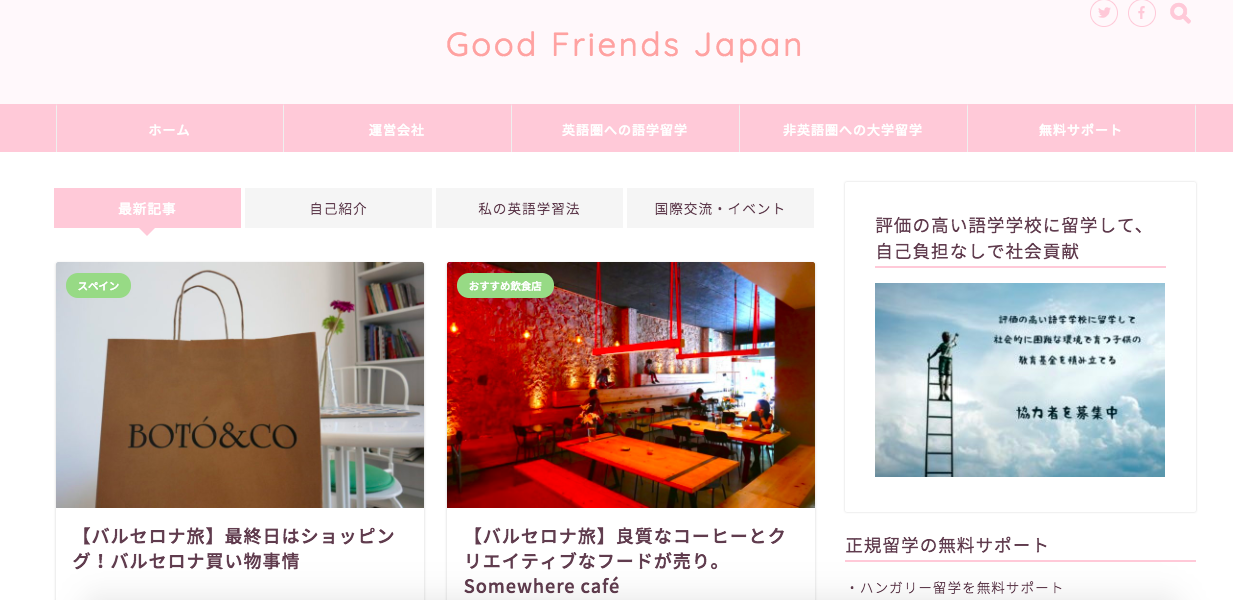 Good Friends Japan
ホーム
運営会社
英語圏への語学留学
非英語圏への大学留学
無料サポート
最新記事
自己紹介
私の英語学習法
国際交流・イベント
スペイン
BOTÓ&CO
【バルセロナ旅】最終日はショッピン
グ！バルセロナ買い物事情
おすすめ飲食店
【バルセロナ旅】良質なコーヒーとク
リエイティブなフードが売り。
Somewhere café
評価の高い語学学校に留学して、
自己負担なしで社会貢献
評価の高い語学学校に留学して
社会的に困難な環境で育つ子供の
教育基金を積み立てる
協力者を募集中
正規留学の無料サポート
・ハンガリー留学を無料サポート